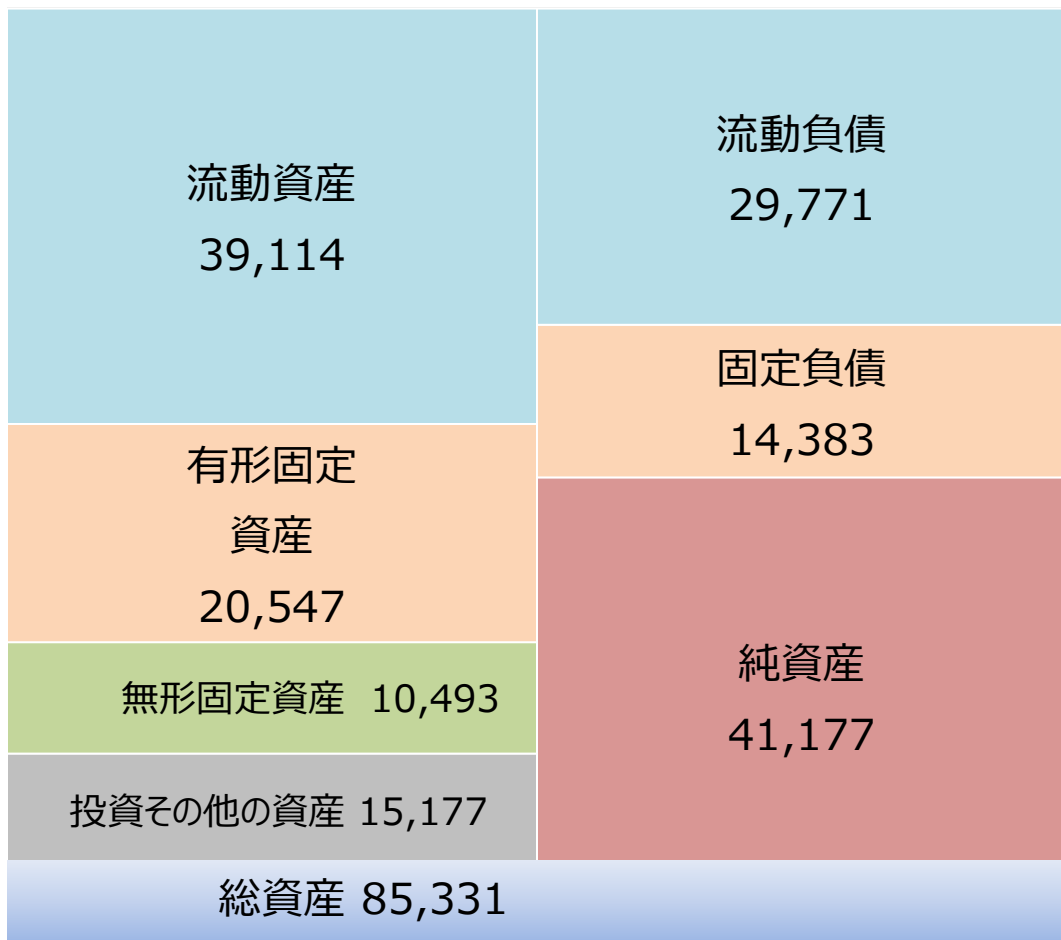 流動資産
39,114
有形固定
資産
20,547
無形固定資産 10,493
投資その他の資産 15,177
流動負債
29,771
固定負債
14,383
純資産
41,177
総資産 85,331